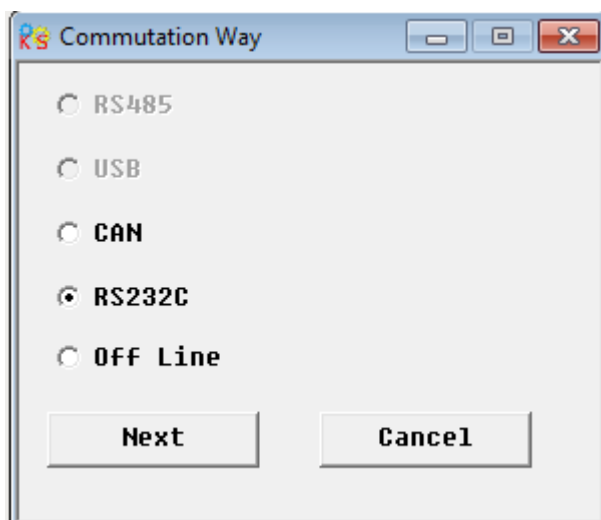 Commutation Way
RS485
USB
CAN
RS232C
Off Line
Next Cancel